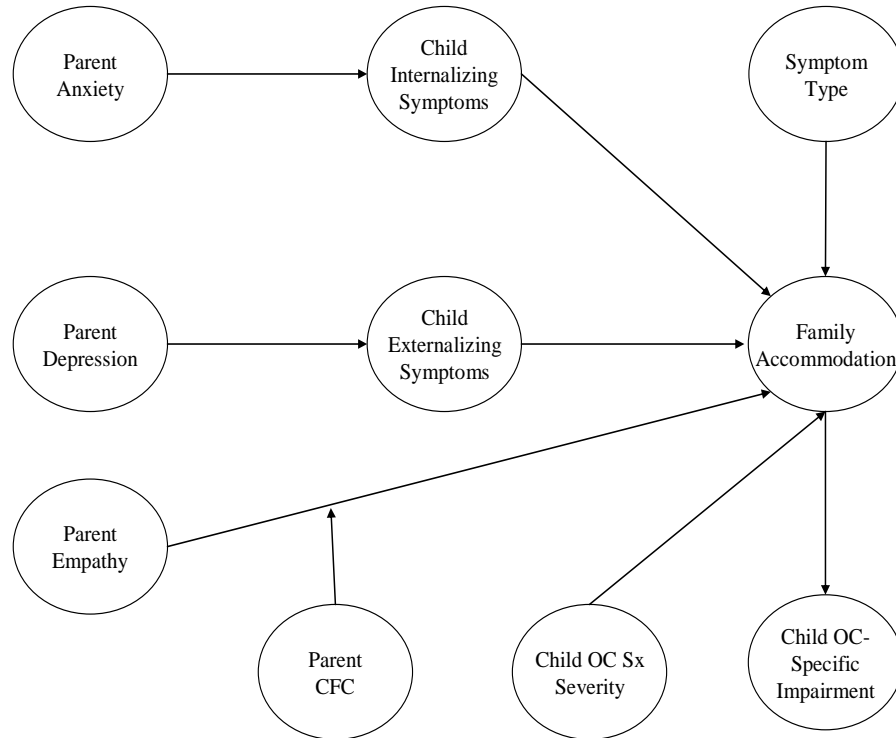 Parent
Anxiety
Child
Internalizing
Symptoms
Symptom
Type
Parent
Depression
Child
Externalizing
Symptoms
Family
Accommodation
Parent
Empathy
Parent
CFC
Child OC Sx
Severity
Child OC-
Specific
Impairment